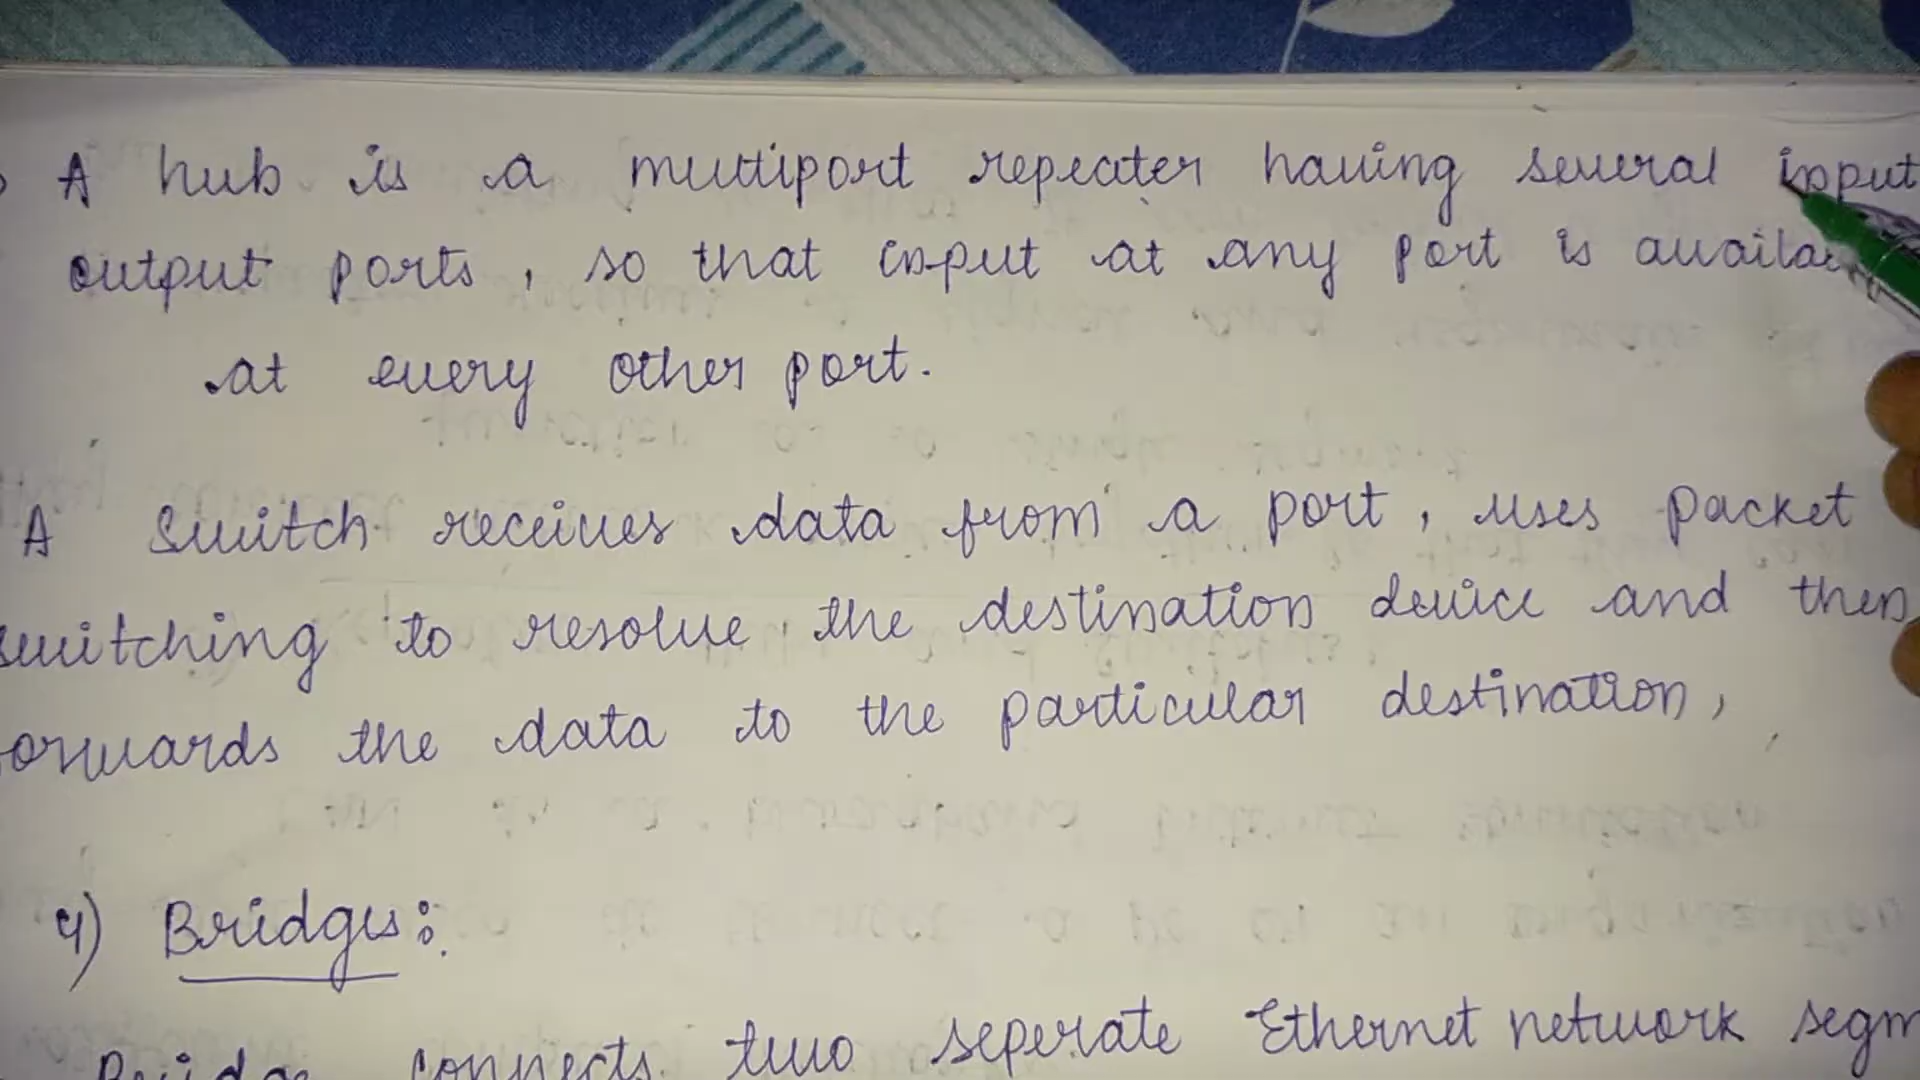 A hub is a multiport repeater having several input
output ports, so that input at any port is availa
at every other port.
A switch receives data from a port, uses packet
switching to resolve the destination device and then
forwards the data to the particular destination,
4) Bridges:
Bridge connects two seperate Ethernet network segm